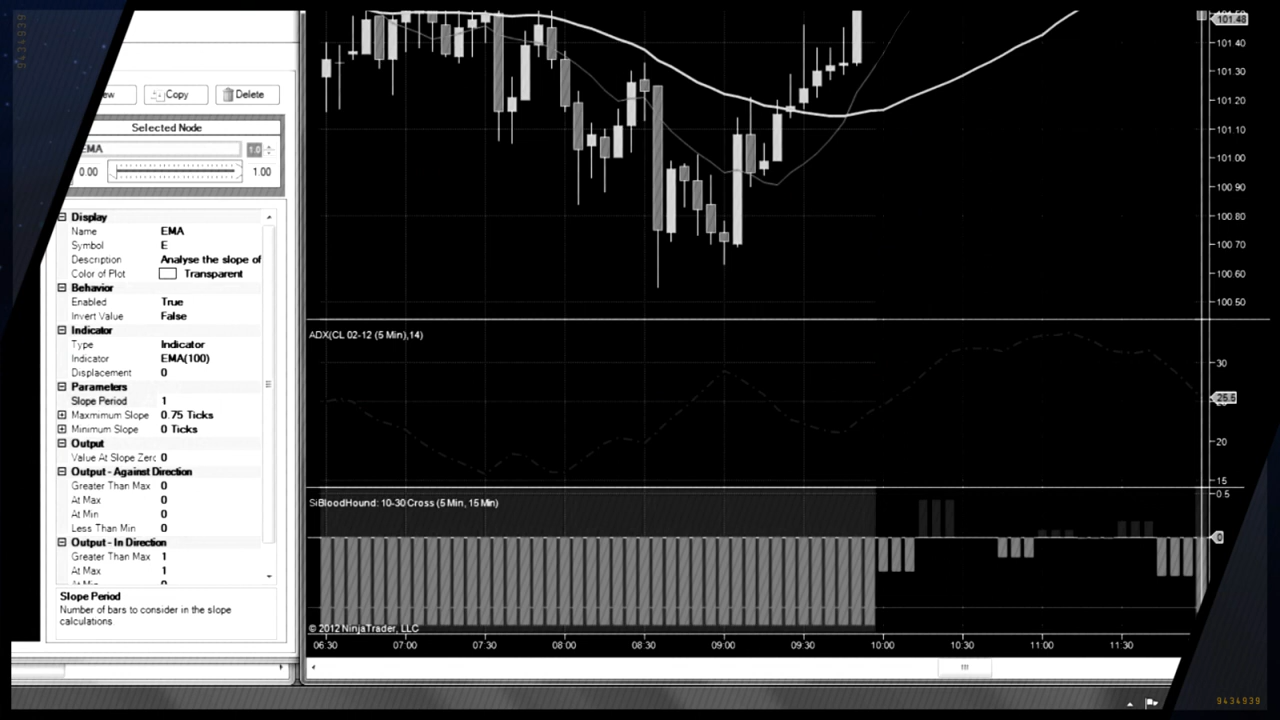 9434939
ew
Copy
Delete
Selected Node
EMA
1.0
0.00
1.00
Display
Name EMA
Symbol E
Description Analyse the slope of
Color of Plot Transparent
Behavior
Enabled True
Invert Value False
Indicator
Type Indicator
Indicator EMA(100)
Displacement 0
Parameters
Slope Period 1
Maxmimum Slope 0.75 Ticks
Minimum Slope 0 Ticks
Output
Value At Slope Zerc 0
Output - Against Direction
Greater Than Max 0
At Max 0
At Min 0
Less Than Min 0
Output - In Direction
Greater Than Max 1
At Max 1
Slope Period
Number of bars to consider in the slope
calculations.
101.48
101.40
101.30
101.20
101.10
101.00
100.90
100.80
100.70
100.60
100.50
ADX(CL 02-12 (5 Min),14)
30
25.5
20
15
SiBloodHound: 10-30 Cross (5 Min, 15 Min)
0.5
0
© 2012 NinjaTrader, LLC
06:30 07:00 07:30 08:00 08:30 09:00 09:30 10:00 10:30 11:00 11:30
9434939